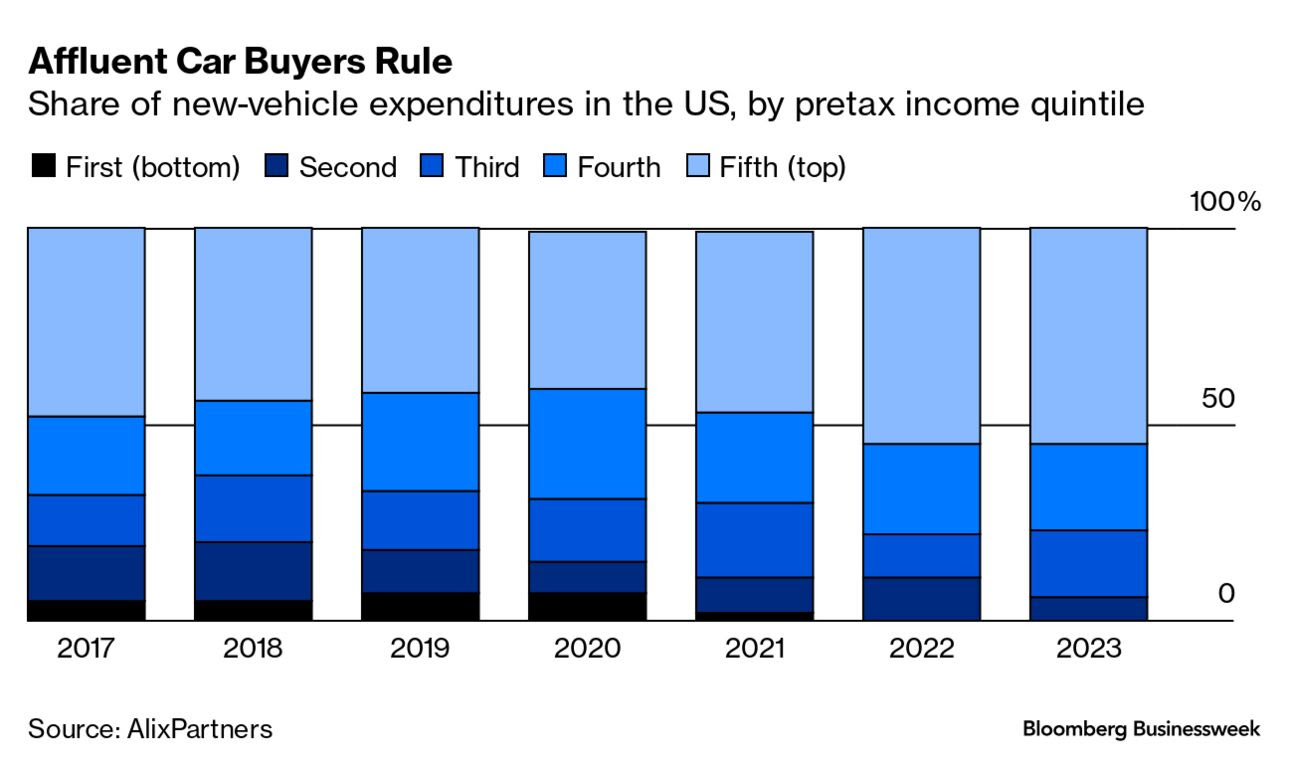 Affluent Car Buyers Rule
Share of new-vehicle expenditures in the US, by pretax income quintile
First (bottom) Second Third Fourth Fifth (top)
100%
50
0
2017 2018 2019 2020 2021 2022 2023
Source: AlixPartners
Bloomberg Businessweek